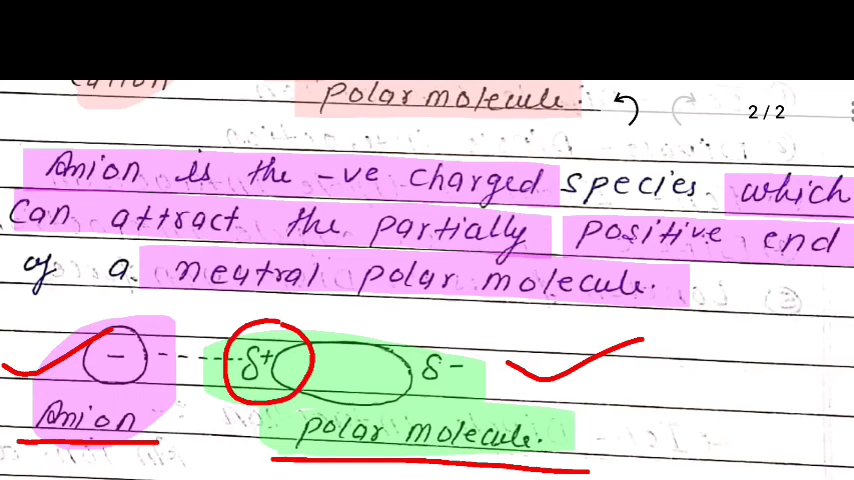 cation
polar molecule.
2/2
Anion is the -ve charged species which
can attract the partially positive end
of a neutral polar molecule.
- δ+ δ-
Anion
polar molecule.